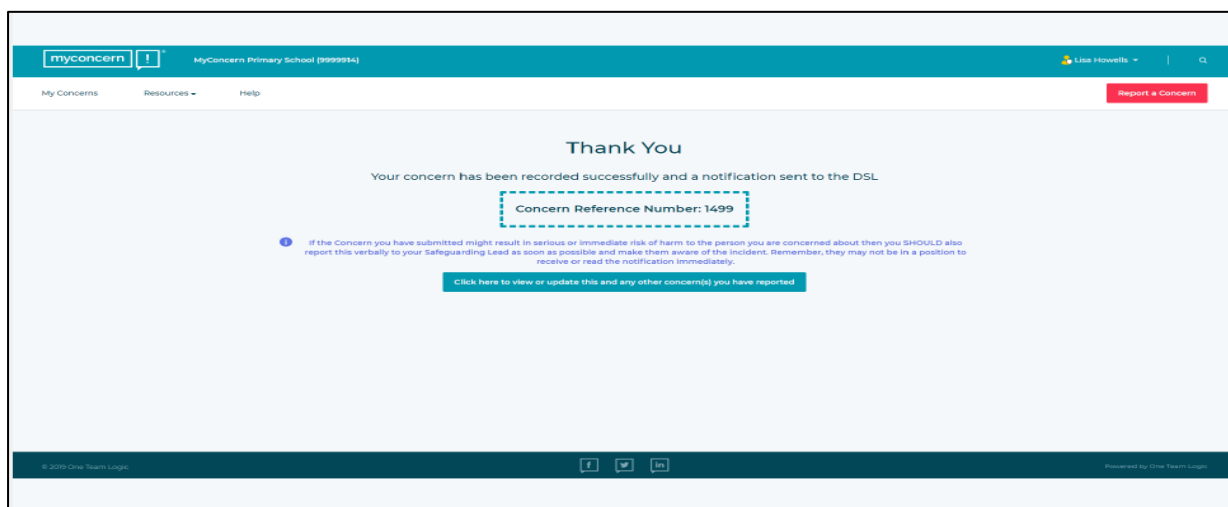 myconcern ! MyConcern Primary School (9999914) Lisa Howells
My Concerns Resources Help Report a Concern
Thank You
Your concern has been recorded successfully and a notification sent to the DSL
Concern Reference Number: 1499
If the Concern you have submitted might result in serious or immediate risk of harm to the person you are concerned about then you SHOULD also
report this verbally to your Safeguarding Lead as soon as possible and make them aware of the incident. Remember, they may not be in a position to
receive or read the notification immediately.
Click here to view or update this and any other concern(s) you have reported
© 2019 One Team Logic f in Powered by One Team Logic